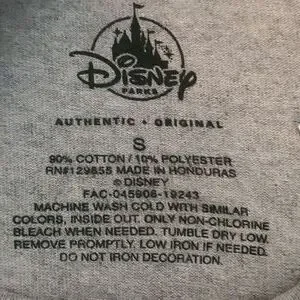 Disney
PARKS
AUTHENTIC • ORIGINAL
S
90% COTTON / 10% POLYESTER
RN#129855 MADE IN HONDURAS
© DISNEY
FAC-045906-19243
MACHINE WASH COLD WITH SIMILAR
COLORS, INSIDE OUT. ONLY NON-CHLORINE
BLEACH WHEN NEEDED. TUMBLE DRY LOW.
REMOVE PROMPTLY. LOW IRON IF NEEDED.
DO NOT IRON DECORATION.